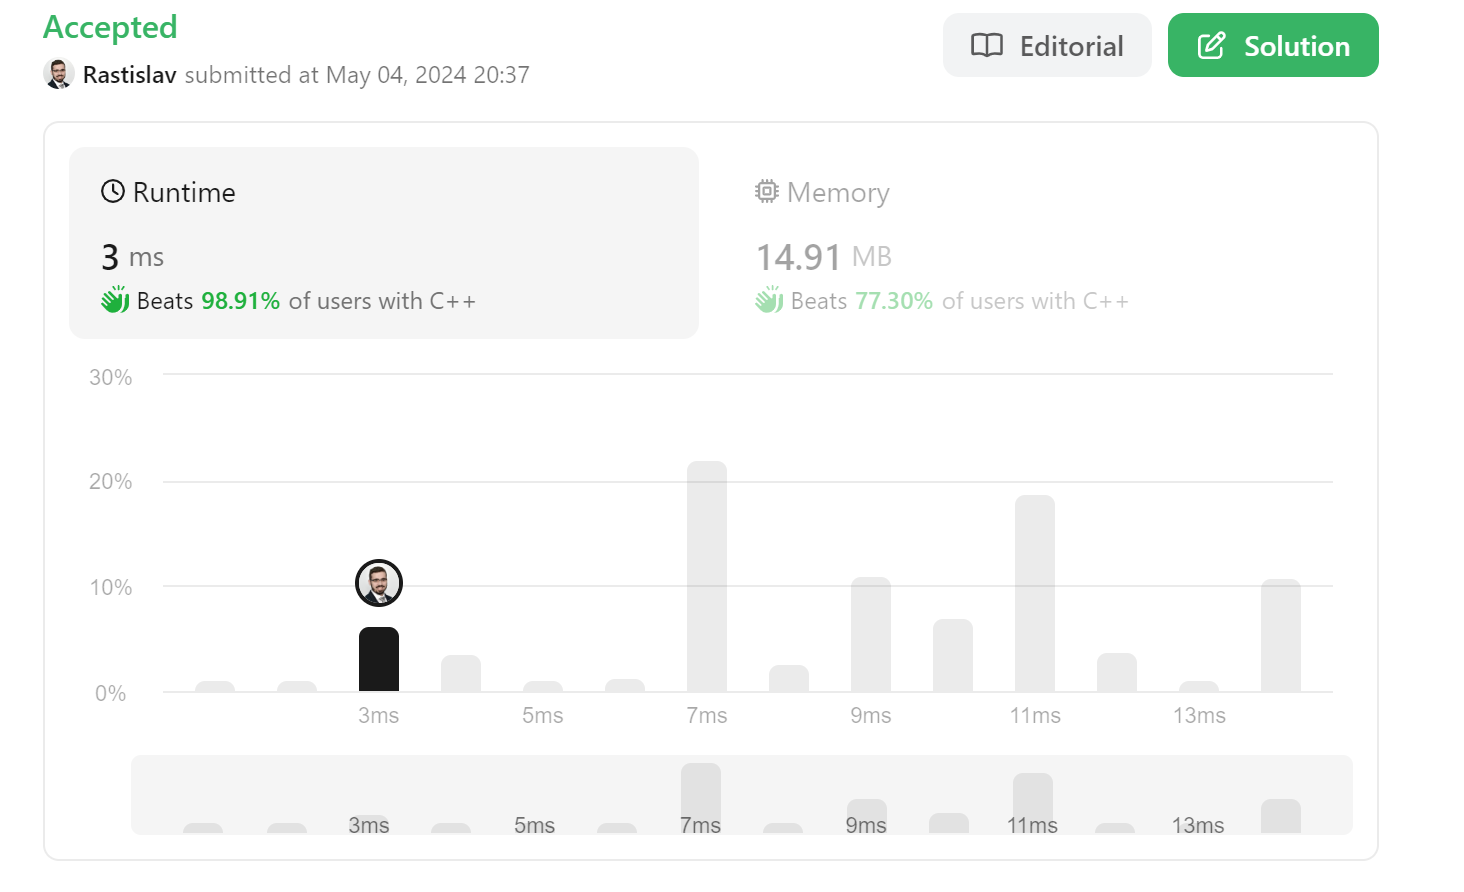 Accepted
Rastislav submitted at May 04, 2024 20:37
Editorial
Solution
Runtime
3 ms
Beats 98.91% of users with C++
Memory
14.91 MB
Beats 77.30% of users with C++
30%
20%
10%
0%
3ms 5ms 7ms 9ms 11ms 13ms
3ms 5ms 7ms 9ms 11ms 13ms